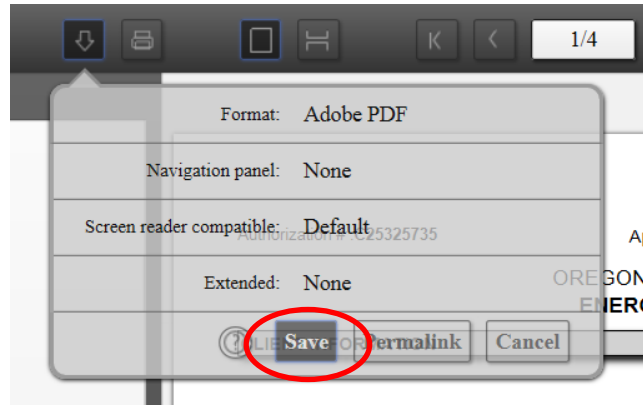 1/4
Format: Adobe PDF
Navigation panel: None
Screen reader compatible: Default
Authorization # :C25325735
Extended: None
OREGON
ENER
Save Permalink Cancel